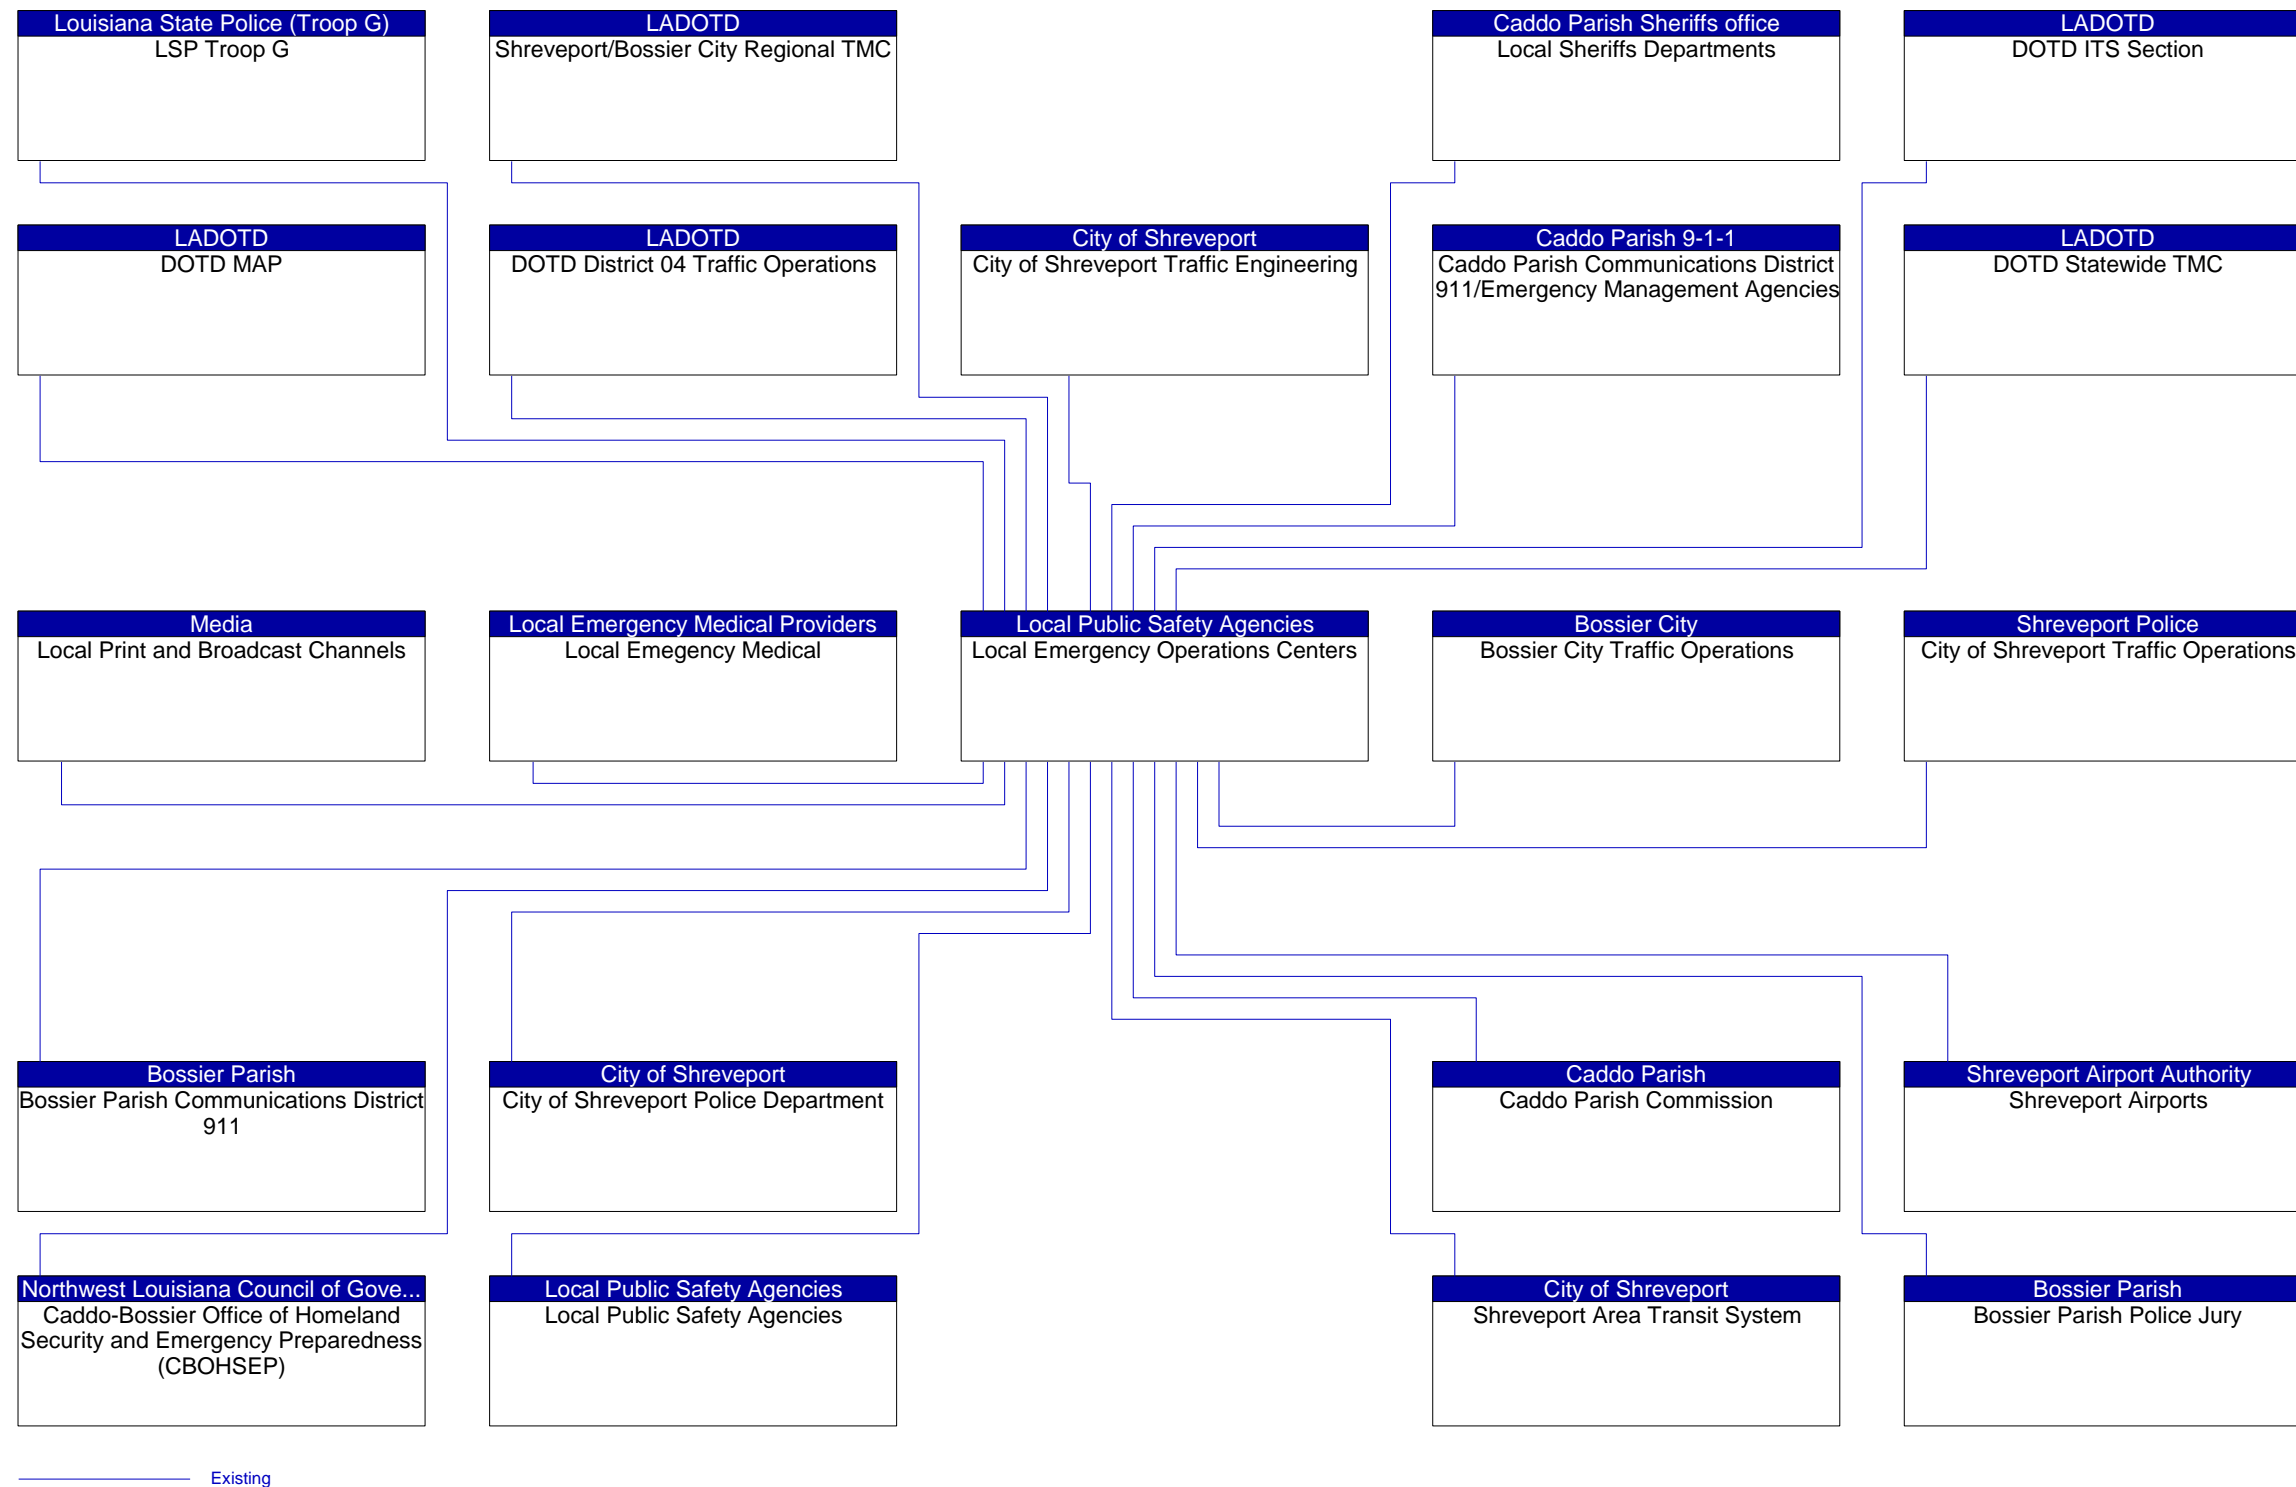 Louisiana State Police (Troop G)
LSP Troop G
LADOTD
Shreveport/Bossier City Regional TMC
Caddo Parish Sheriffs office
Local Sheriffs Departments
LADOTD
DOTD ITS Section
LADOTD
DOTD MAP
LADOTD
DOTD District 04 Traffic Operations
City of Shreveport
City of Shreveport Traffic Engineering
Caddo Parish 9-1-1
Caddo Parish Communications District
911/Emergency Management Agencies
LADOTD
DOTD Statewide TMC
Media
Local Print and Broadcast Channels
Local Emergency Medical Providers
Local Emegency Medical
Local Public Safety Agencies
Local Emergency Operations Centers
Bossier City
Bossier City Traffic Operations
Shreveport Police
City of Shreveport Traffic Operations
Bossier Parish
Bossier Parish Communications District
911
City of Shreveport
City of Shreveport Police Department
Caddo Parish
Caddo Parish Commission
Shreveport Airport Authority
Shreveport Airports
Northwest Louisiana Council of Gove...
Caddo-Bossier Office of Homeland
Security and Emergency Preparedness
(CBOHSEP)
Local Public Safety Agencies
Local Public Safety Agencies
City of Shreveport
Shreveport Area Transit System
Bossier Parish
Bossier Parish Police Jury
Existing